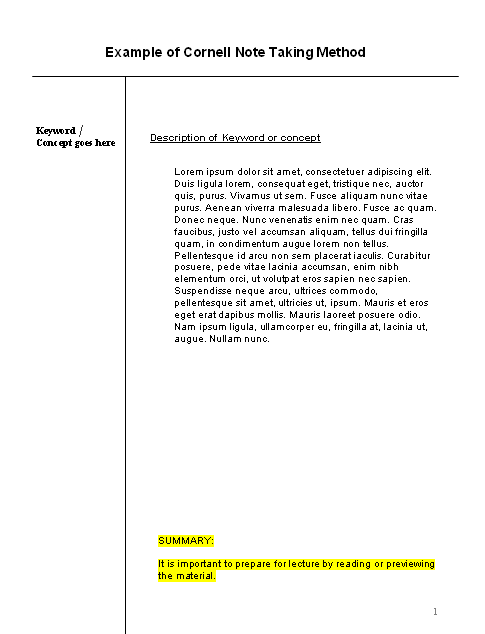 Example of Cornell Note Taking Method
Keyword /
Concept goes here
Description of Keyword or concept
Lorem ipsum dolor sit amet, consectetuer adipiscing elit.
Duis ligula lorem, consequat eget, tristique nec, auctor
quis, purus. Vivamus ut sem. Fusce aliquam nunc vitae
purus. Aenean viverra malesuada libero. Fusce ac quam.
Donec neque. Nunc venenatis enim nec quam. Cras
faucibus, justo vel accumsan aliquam, tellus dui fringilla
quam, in condimentum augue lorem non tellus.
Pellentesque id arcu non sem placerat iaculis. Curabitur
posuere, pede vitae lacinia accumsan, enim nibh
elementum orci, ut volutpat eros sapien nec sapien.
Suspendisse neque arcu, ultrices commodo,
pellentesque sit amet, ultricies ut, ipsum. Mauris et eros
eget erat dapibus mollis. Mauris laoreet posuere odio.
Nam ipsum ligula, ullamcorper eu, fringilla at, lacinia ut,
augue. Nullam nunc.
SUMMARY:
It is important to prepare for lecture by reading or previewing
the material.
1